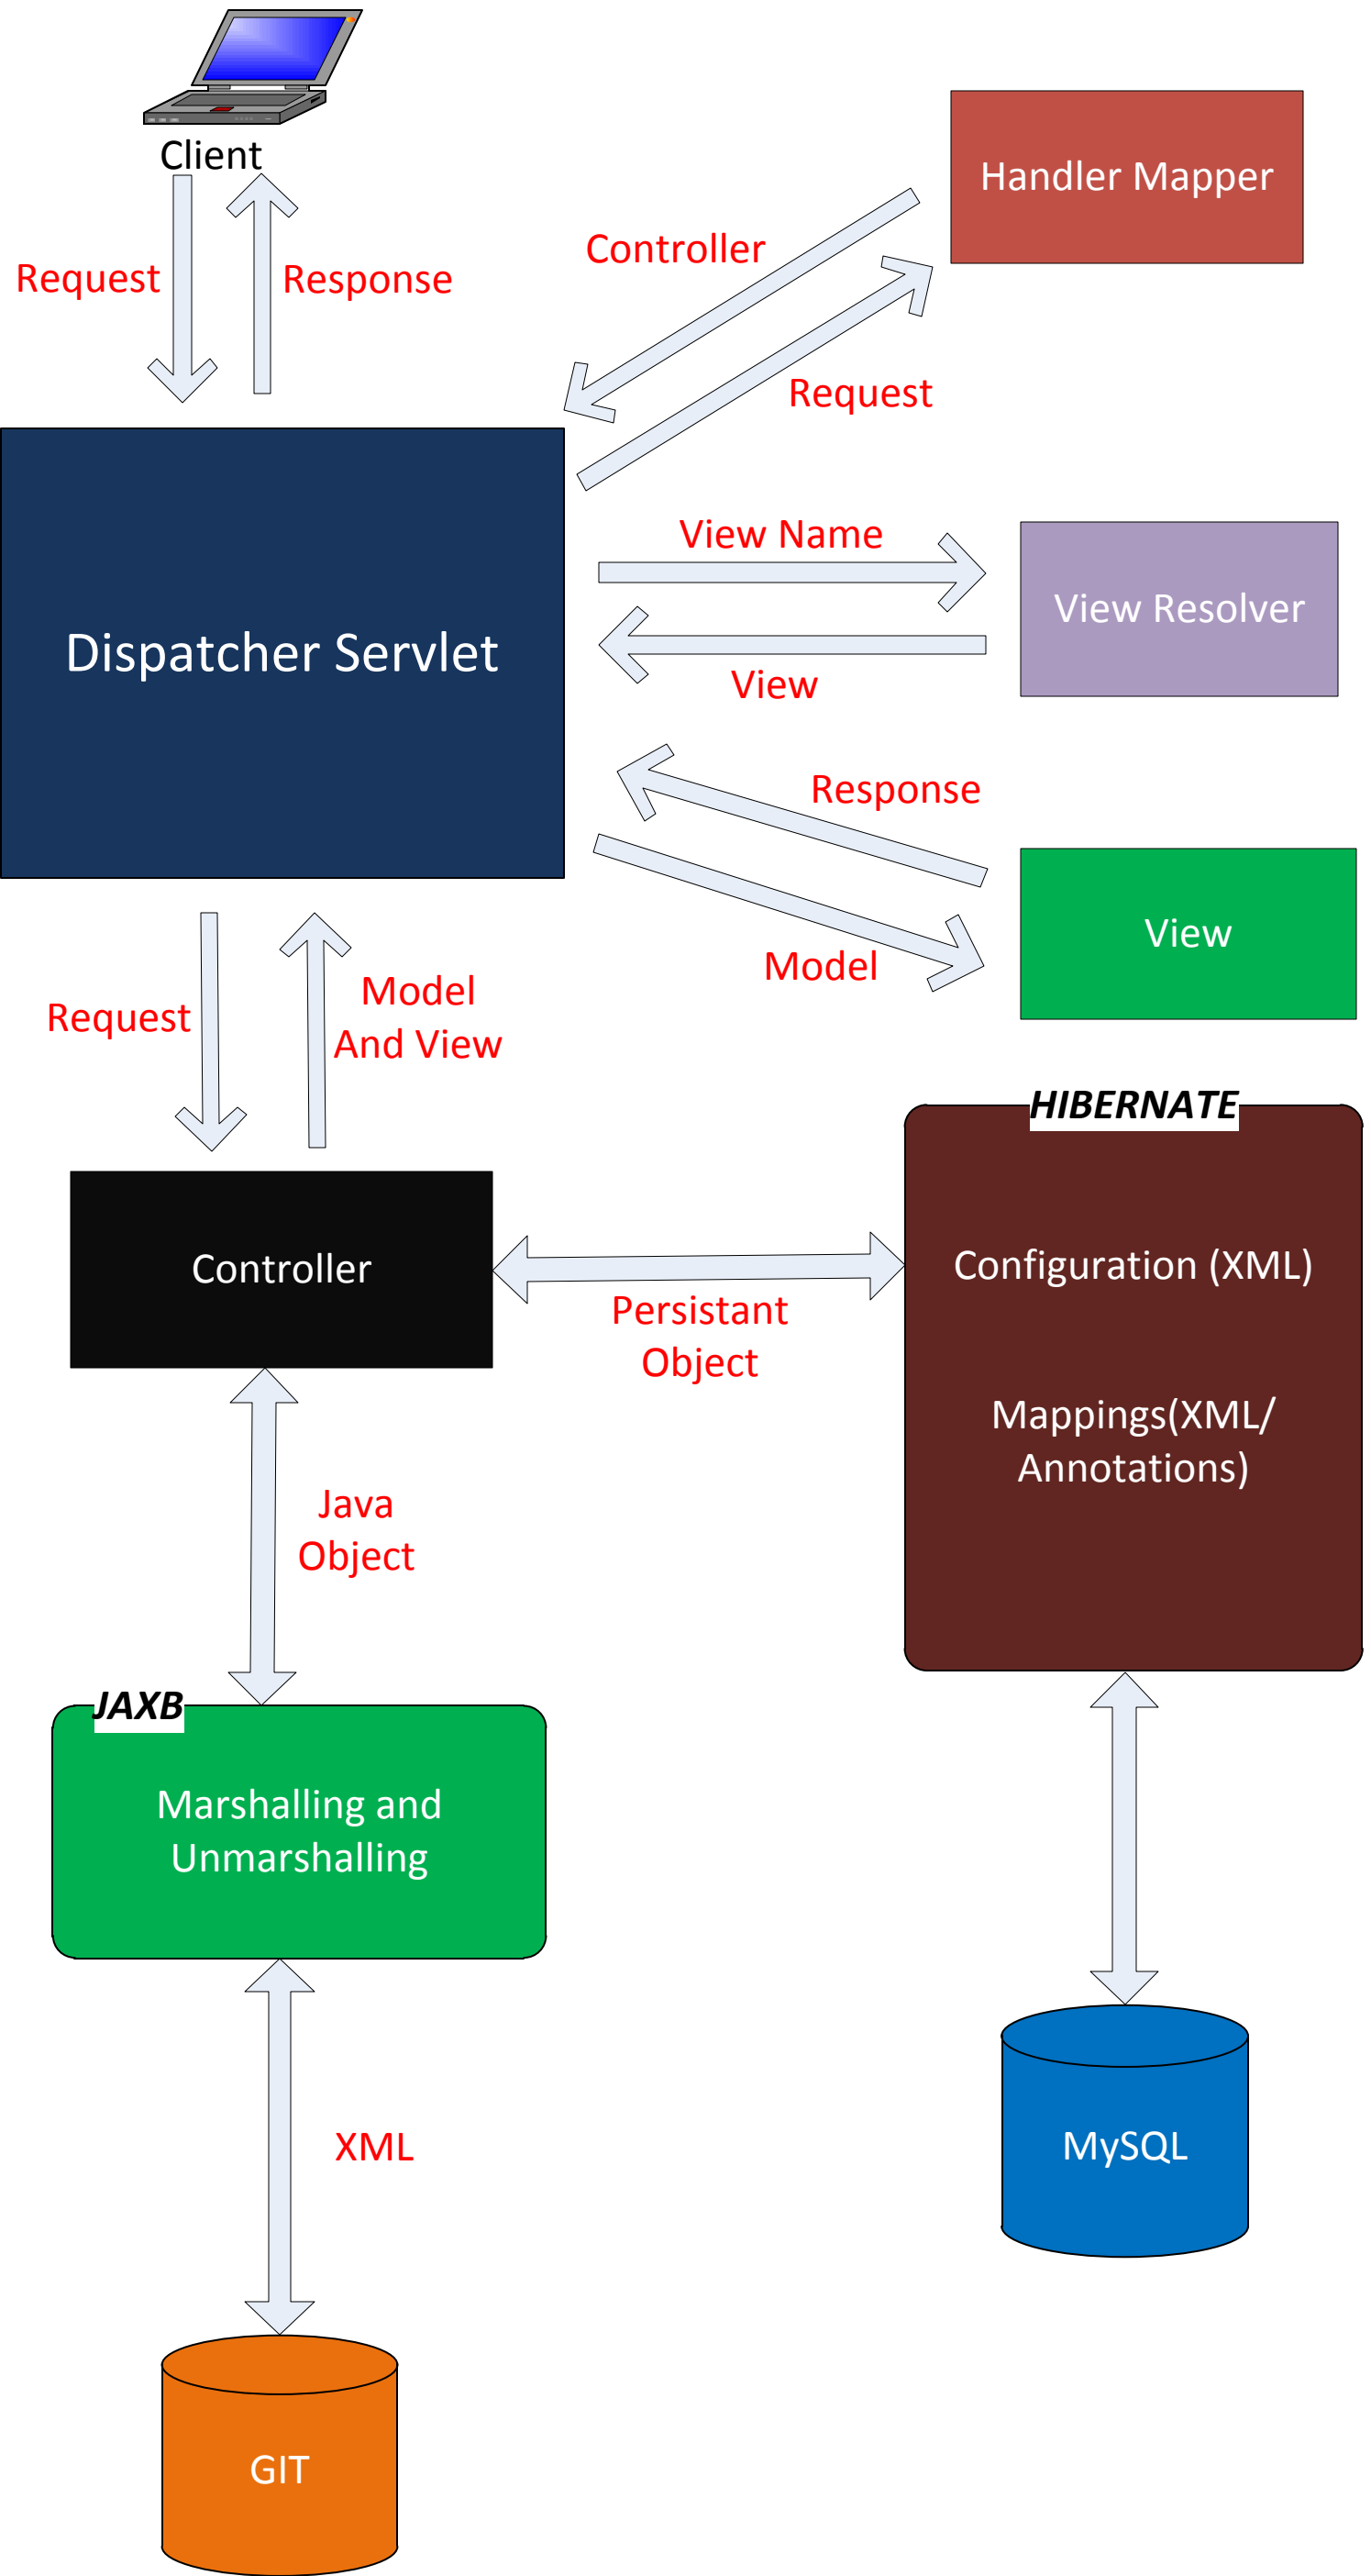 Client
Handler Mapper
Controller
Request
Response
Request
View Name
Dispatcher Servlet
View Resolver
View
Response
View
Model
Request
Model
And View
HIBERNATE
Controller
Configuration (XML)
Persistant
Object
Mappings(XML/
Annotations)
Java
Object
JAXB
Marshalling and
Unmarshalling
XML
MySQL
GIT